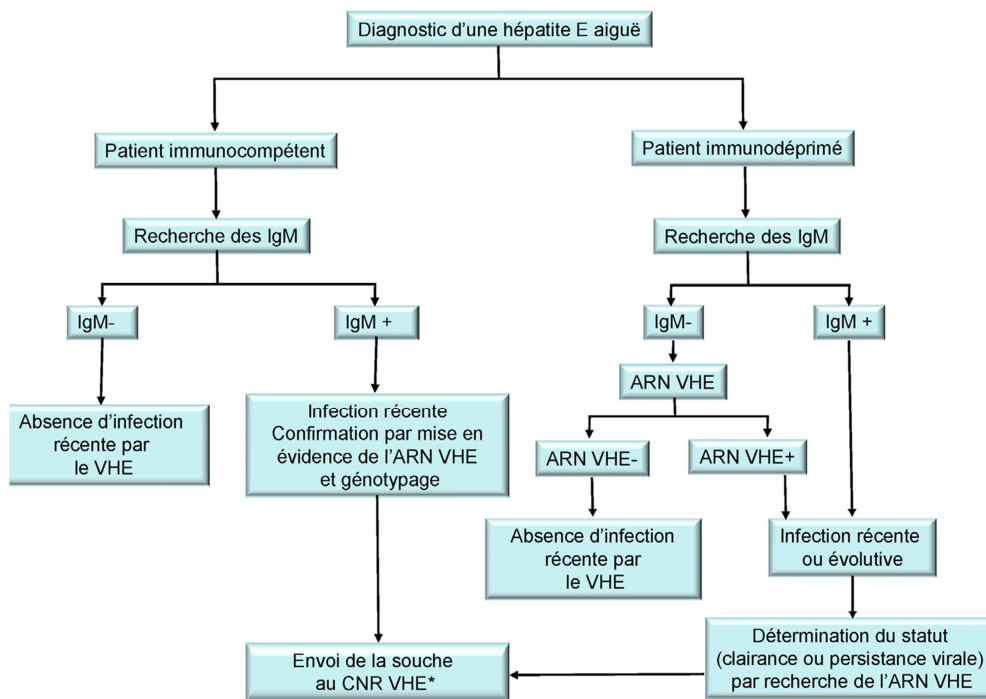 Diagnostic d’une hépatite E aiguë
Patient immunocompétent
Patient immunodéprimé
Recherche des IgM
Recherche des IgM
IgM-
IgM +
IgM-
IgM +
ARN VHE
Absence d’infection
récente par
le VHE
Infection récente
Confirmation par mise en
évidence de l’ARN VHE
et génotypage
ARN VHE-
ARN VHE+
Absence d’infection
récente par
le VHE
Infection récente
ou évolutive
Envoi de la souche
au CNR VHE*
Détermination du statut
(clairance ou persistance virale)
par recherche de l’ARN VHE